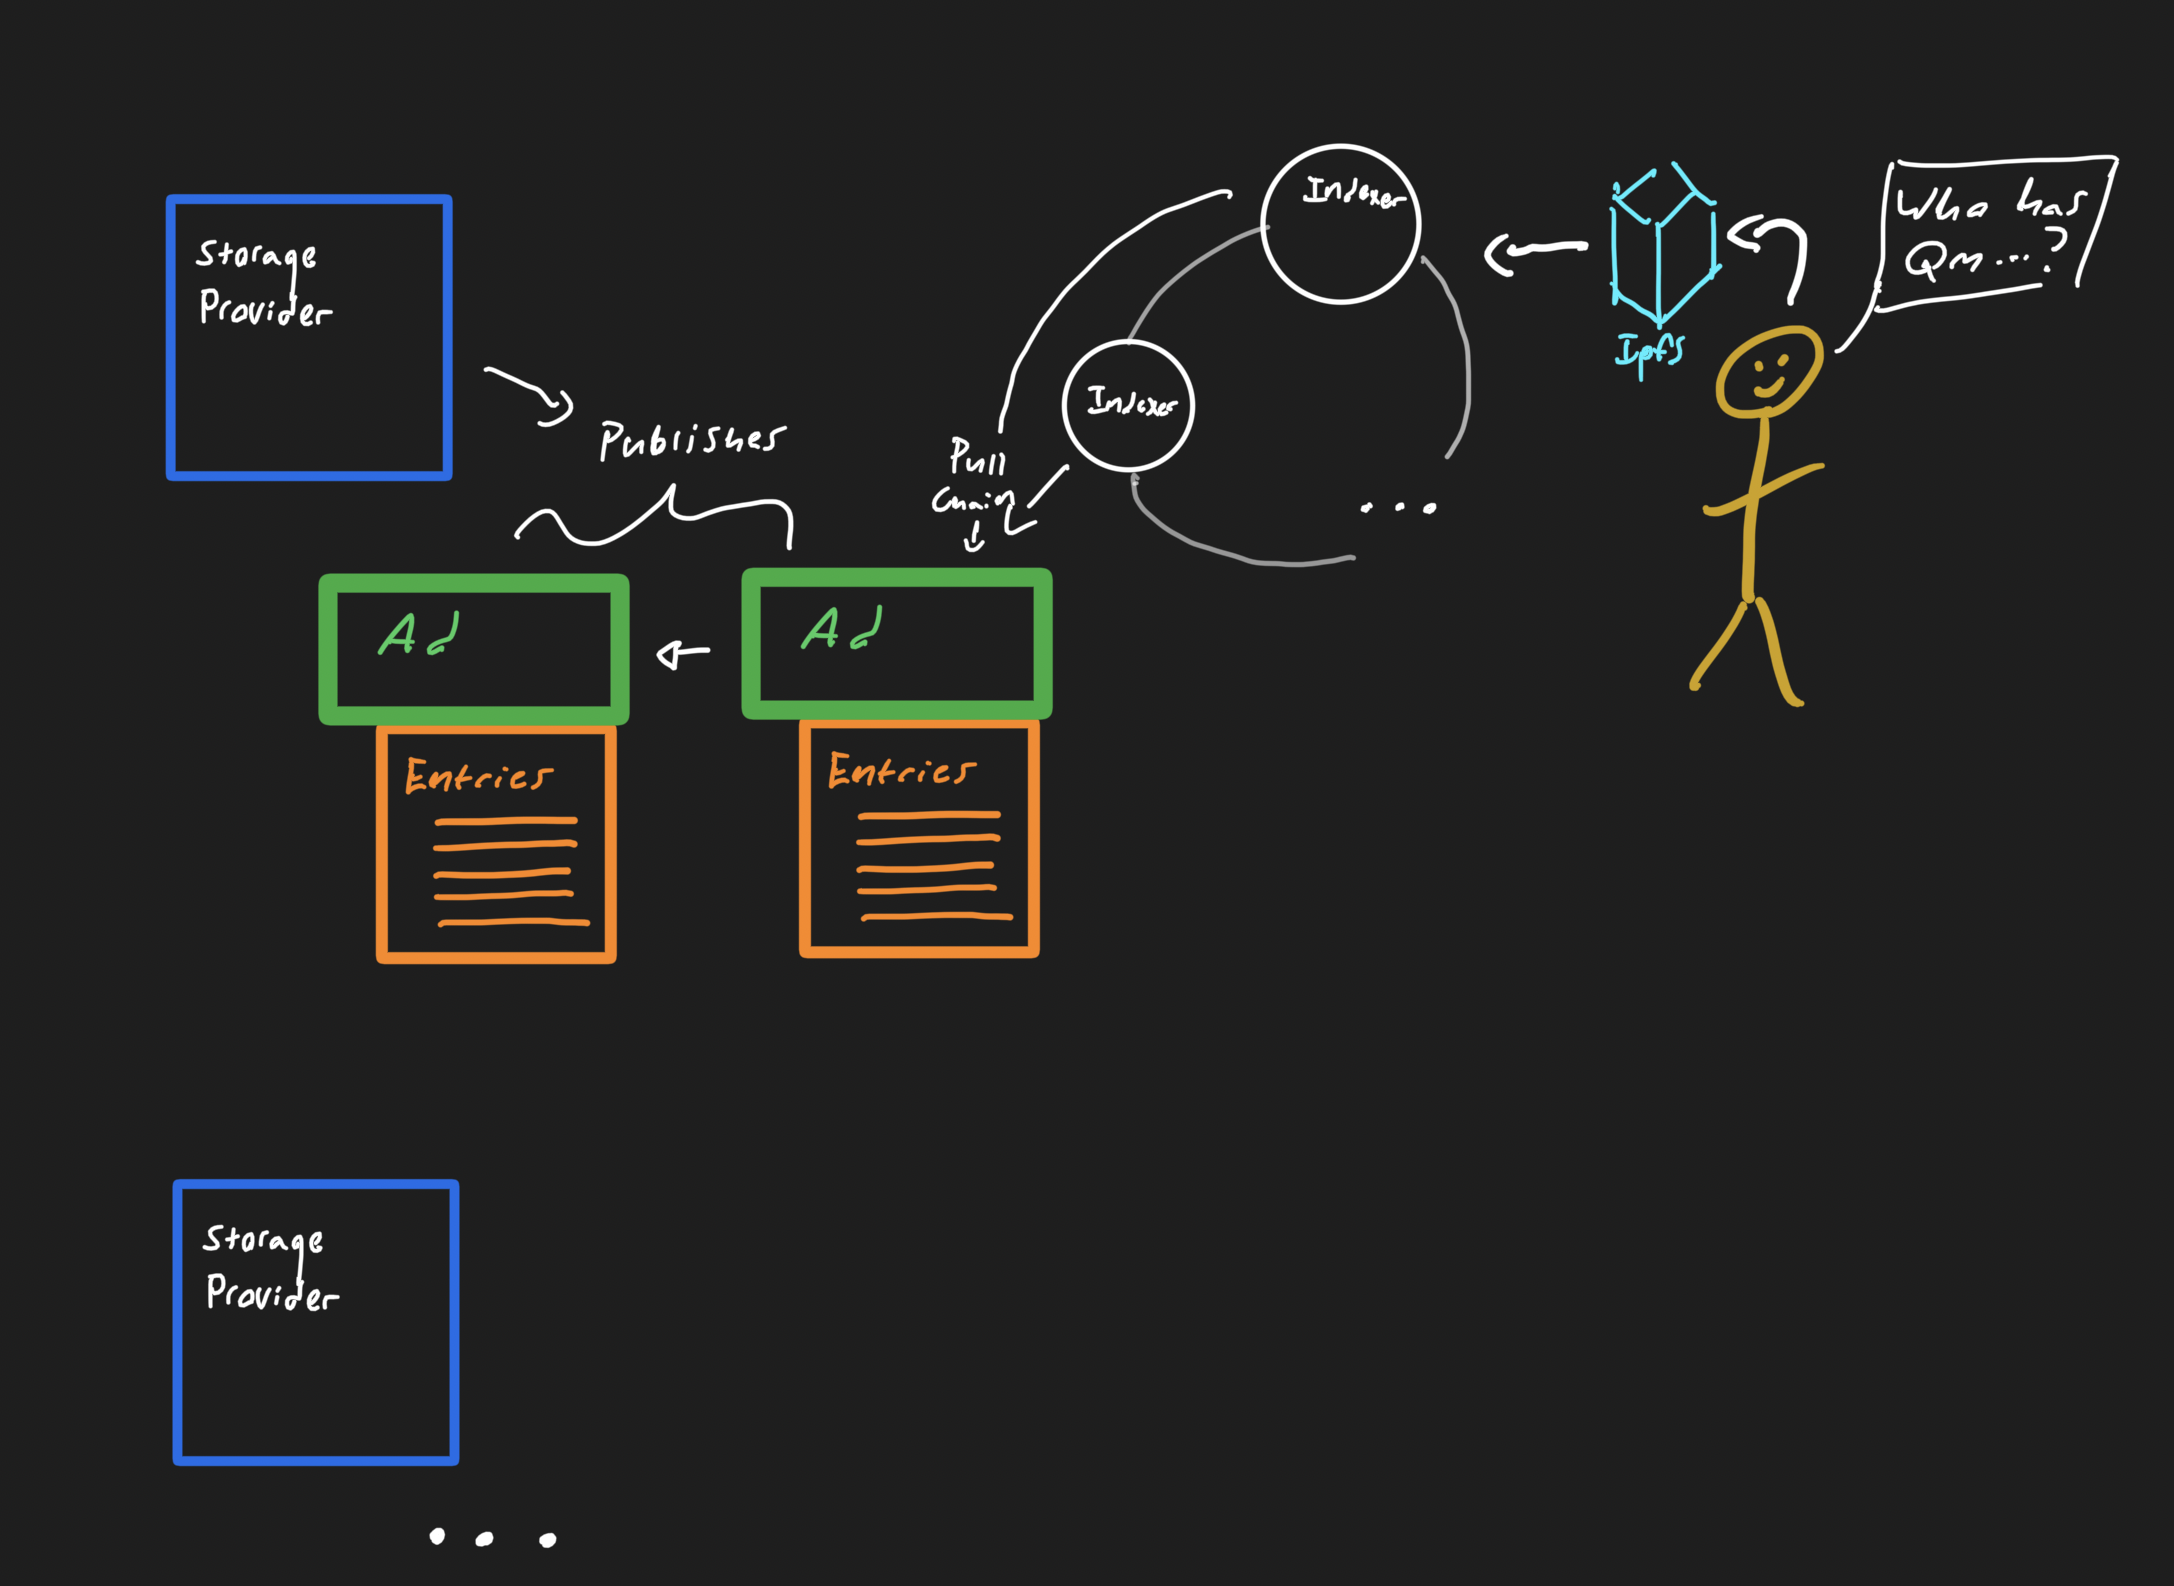 Storage
Provider
Publishes
Ad
Entries
Ad
Entries
Pull
Chain
Indexer
Indexer
...
Ipfs
Who has
Qm...?
Storage
Provider
...